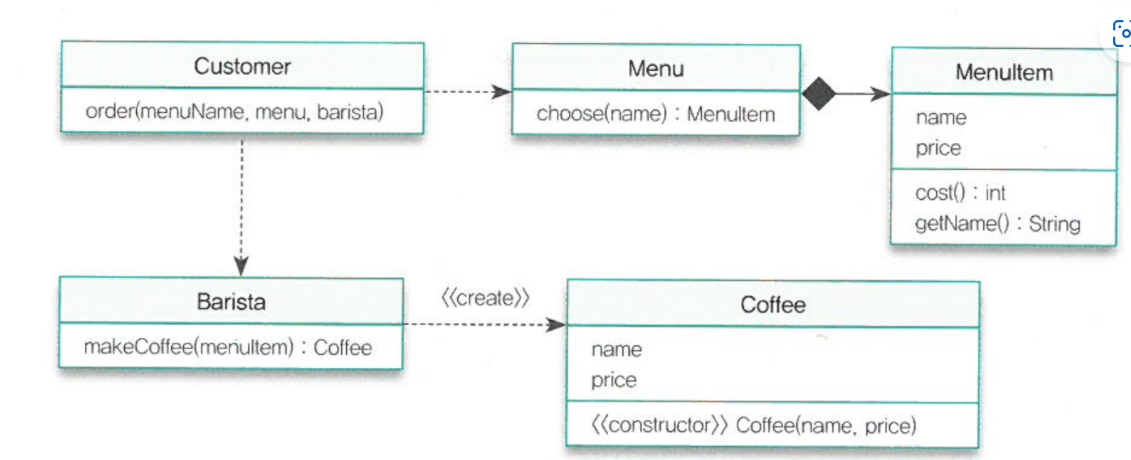 Customer
order(menuName, menu, barista)
Menu
choose(name) : MenuItem
MenuItem
name
price
cost() : int
getName() : String
Barista
makeCoffee(menuItem) : Coffee
《create》
Coffee
name
price
《constructor》 Coffee(name, price)